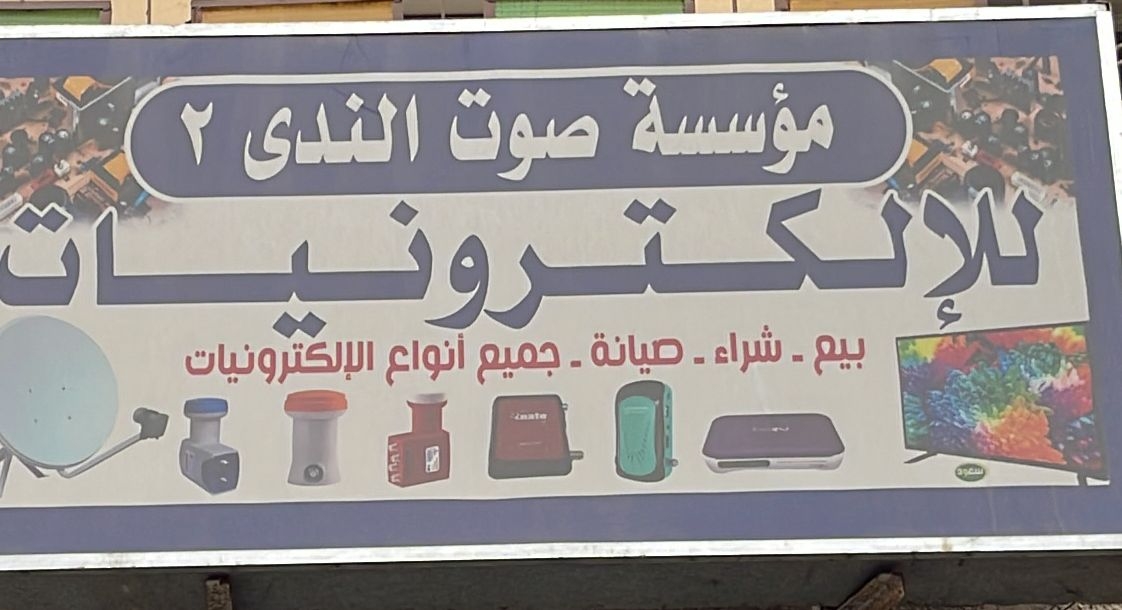 مؤسسة صوت الندى ٢
للإلكترونيات
بيع - شراء - صيانة - جميع أنواع الإلكترونيات